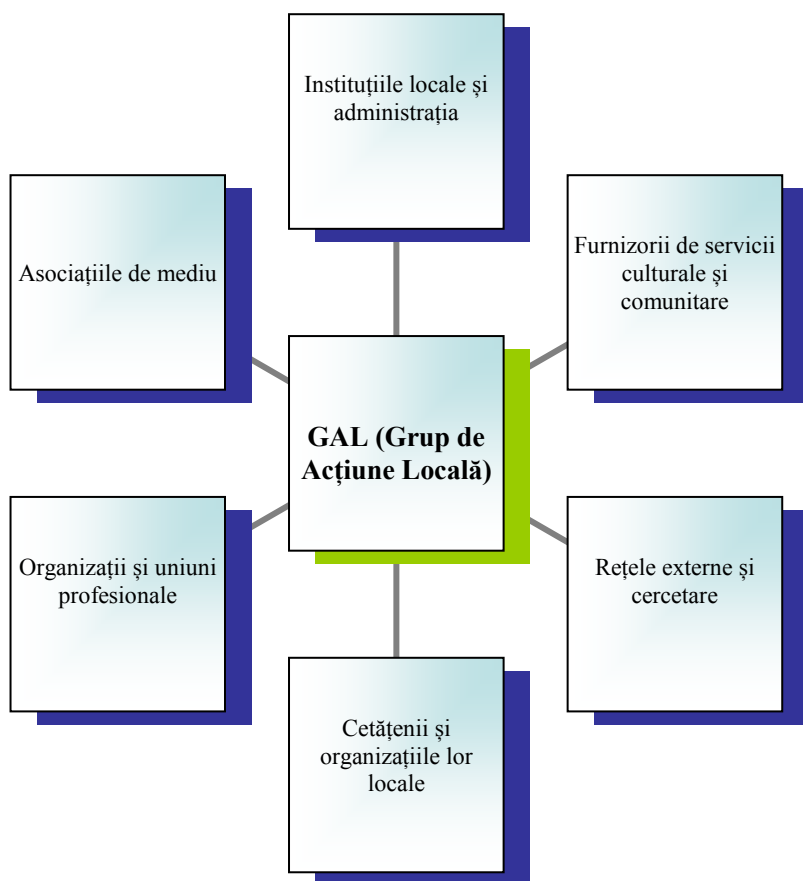 Instituțiile locale și
administrația
Asociațiile de mediu
Furnizorii de servicii
culturale și
comunitare
GAL (Grup de
Acțiune Locală)
Organizații și uniuni
profesionale
Rețele externe și
cercetare
Cetățenii și
organizațiile lor
locale